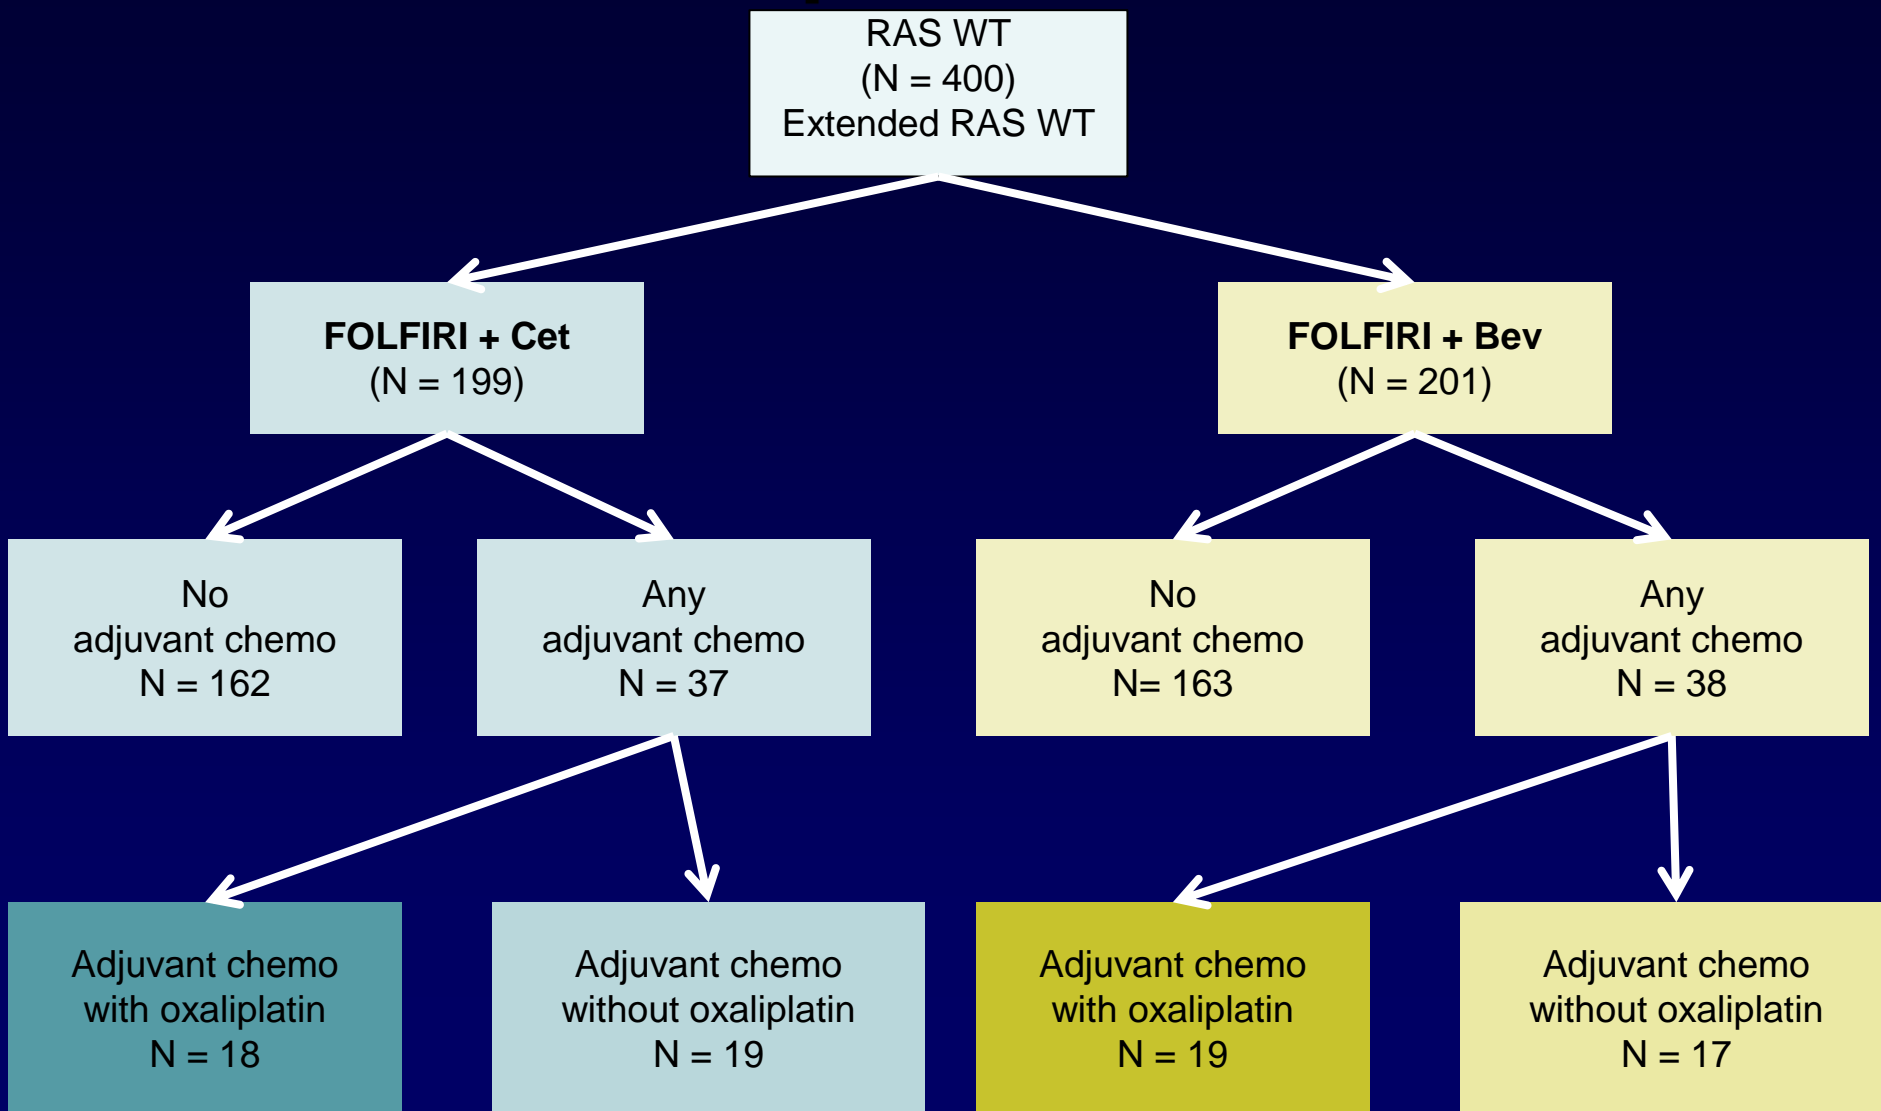 RAS WT
(N = 400)
Extended RAS WT
FOLFIRI + Cet
(N = 199)
FOLFIRI + Bev
(N = 201)
No
adjuvant chemo
N = 162
Any
adjuvant chemo
N = 37
No
adjuvant chemo
N= 163
Any
adjuvant chemo
N = 38
Adjuvant chemo
with oxaliplatin
N = 18
Adjuvant chemo
without oxaliplatin
N = 19
Adjuvant chemo
with oxaliplatin
N = 19
Adjuvant chemo
without oxaliplatin
N = 17